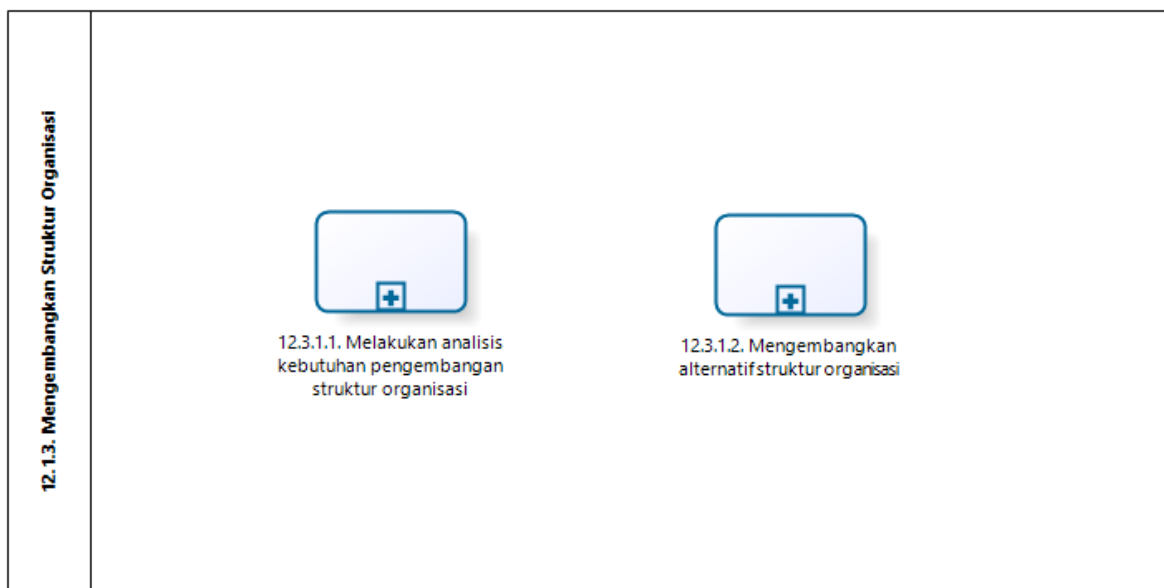 12.1.3. Mengembangkan Struktur Organisasi
12.3.1.1. Melakukan analisis
kebutuhan pengembangan
struktur organisasi
12.3.1.2. Mengembangkan
alternatif struktur organisasi